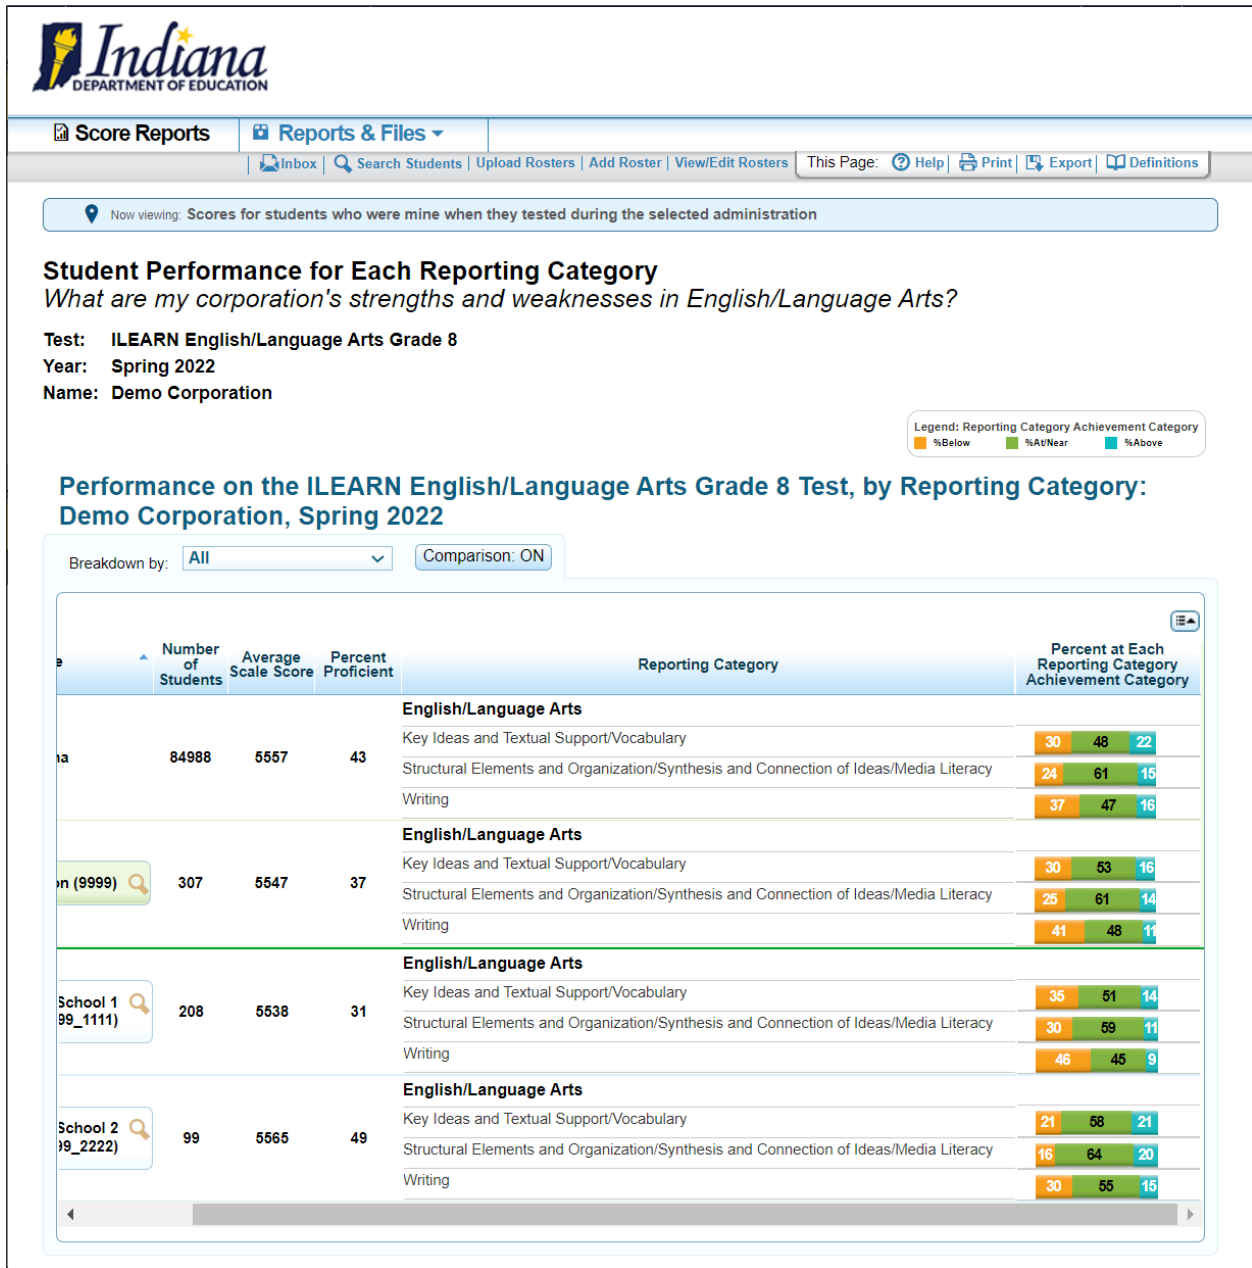 Indiana
DEPARTMENT OF EDUCATION
Score Reports
Reports & Files
Inbox | Search Students | Upload Rosters | Add Roster | View/Edit Rosters
This Page: Help | Print | Export | Definitions
Now viewing: Scores for students who were mine when they tested during the selected administration
Student Performance for Each Reporting Category
What are my corporation's strengths and weaknesses in English/Language Arts?
Test: ILEARN English/Language Arts Grade 8
Year: Spring 2022
Name: Demo Corporation
Legend: Reporting Category Achievement Category
%Below %At/Near %Above
Performance on the ILEARN English/Language Arts Grade 8 Test, by Reporting Category:
Demo Corporation, Spring 2022
Breakdown by: All Comparison: ON
e
Number of Students
Average Scale Score
Percent Proficient
Reporting Category
Percent at Each Reporting Category Achievement Category
na 84988 5557 43
English/Language Arts
Key Ideas and Textual Support/Vocabulary 30 48 22
Structural Elements and Organization/Synthesis and Connection of Ideas/Media Literacy 24 61 15
Writing 37 47 16
on (9999) 307 5547 37
English/Language Arts
Key Ideas and Textual Support/Vocabulary 30 53 16
Structural Elements and Organization/Synthesis and Connection of Ideas/Media Literacy 25 61 14
Writing 41 48 11
School 1
99_1111) 208 5538 31
English/Language Arts
Key Ideas and Textual Support/Vocabulary 35 51 14
Structural Elements and Organization/Synthesis and Connection of Ideas/Media Literacy 30 59 11
Writing 46 45 9
School 2
99_2222) 99 5565 49
English/Language Arts
Key Ideas and Textual Support/Vocabulary 21 58 21
Structural Elements and Organization/Synthesis and Connection of Ideas/Media Literacy 16 64 20
Writing 30 55 15